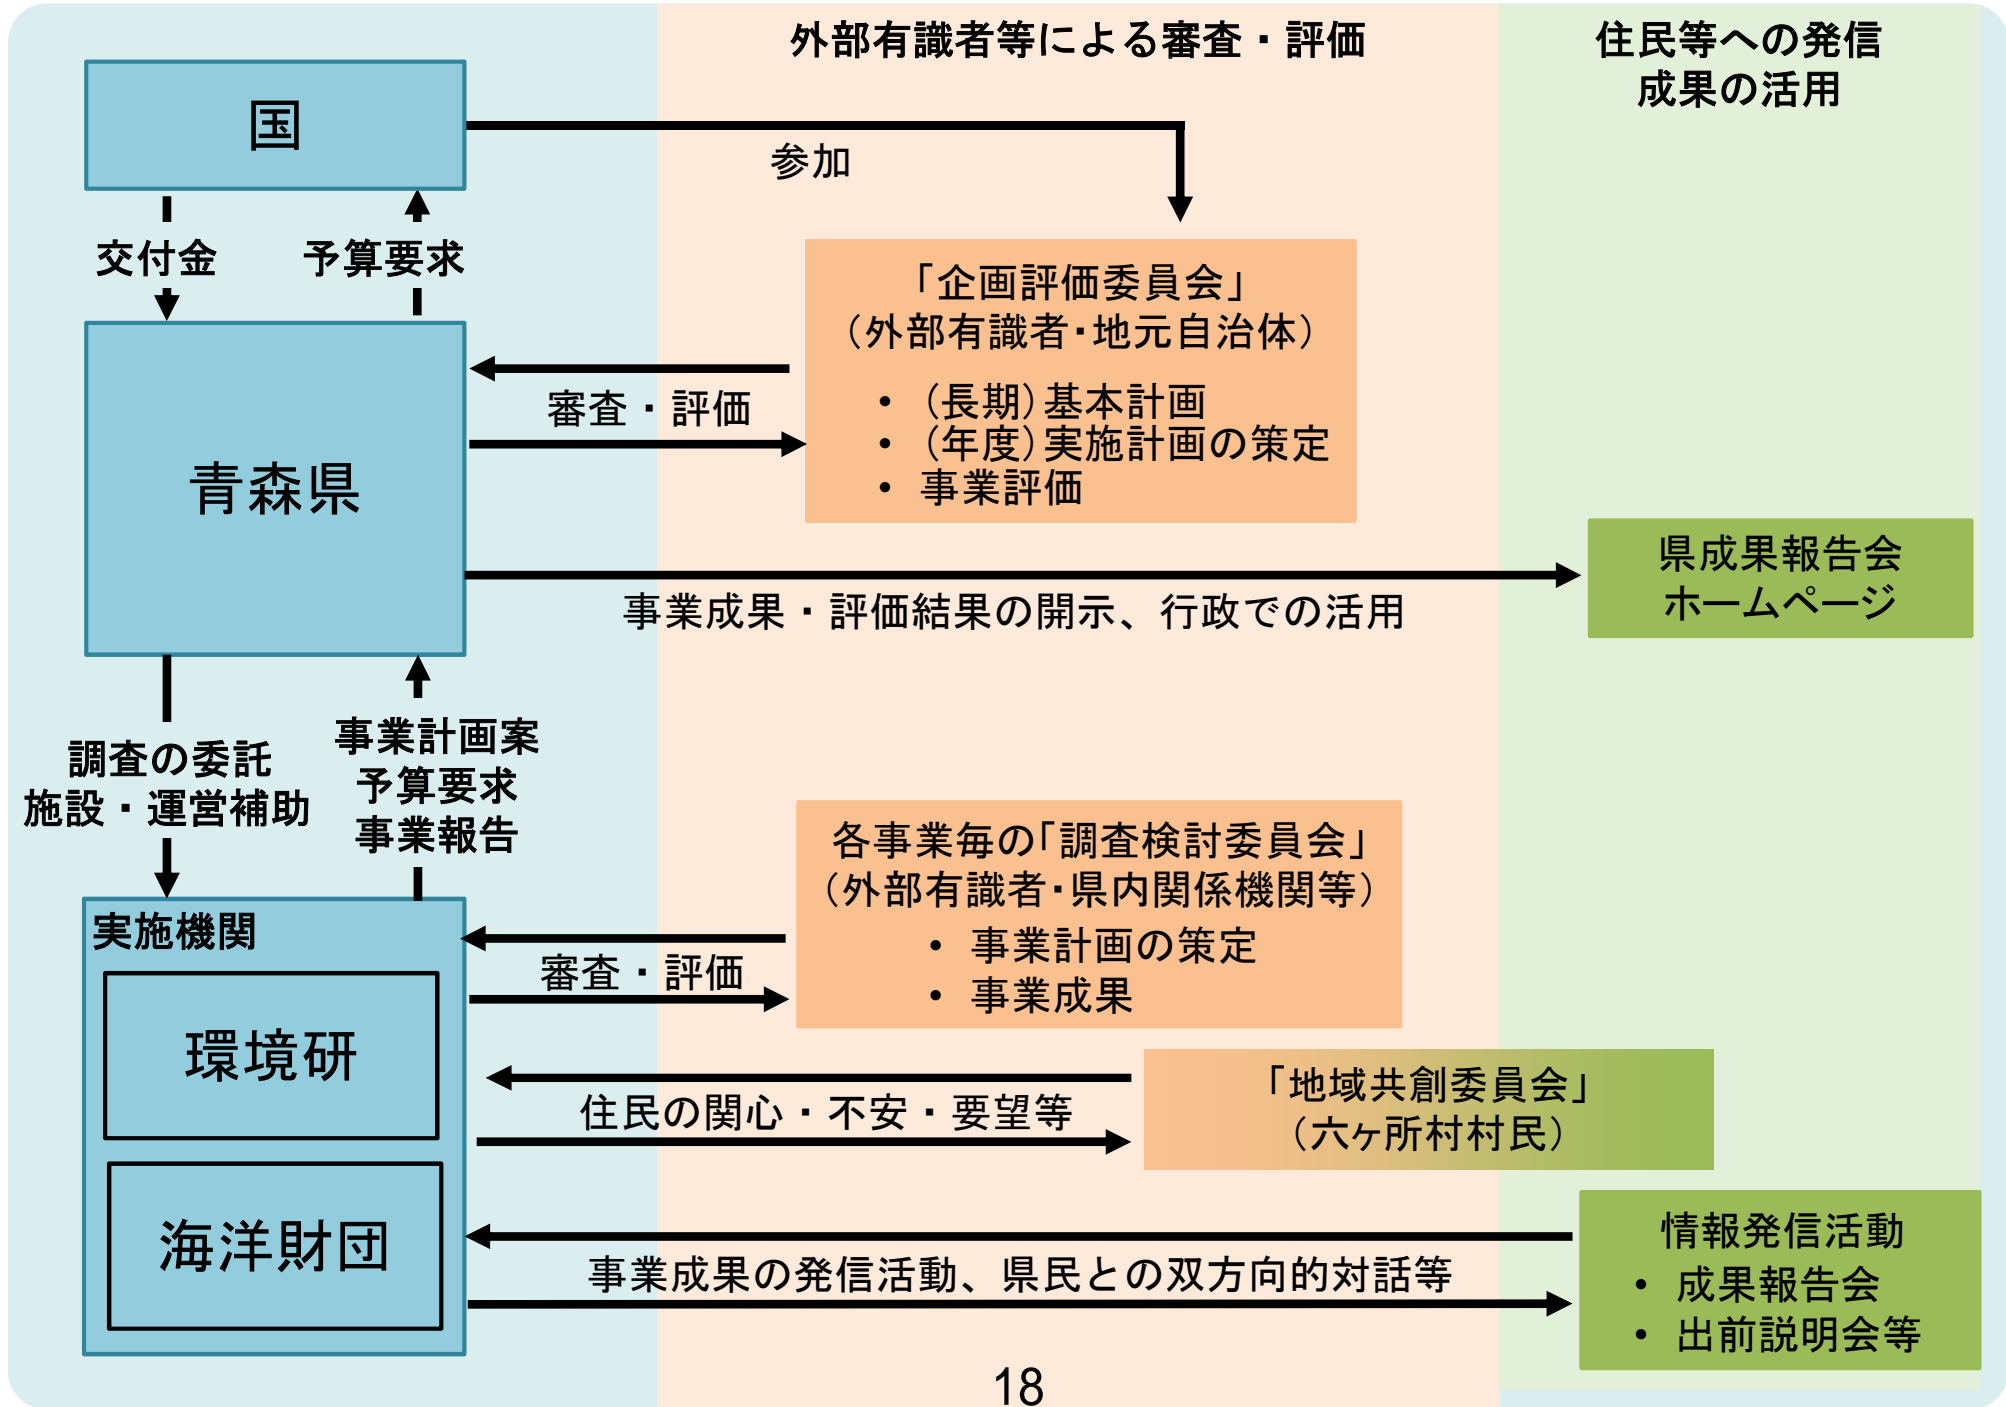 外部有識者等による審査・評価
住民等への発信
成果の活用
国
参加
交付金
予算要求
「企画評価委員会」
（外部有識者・地元自治体）
• （長期）基本計画
• （年度）実施計画の策定
• 事業評価
審査・評価
青森県
県成果報告会
ホームページ
事業成果・評価結果の開示、行政での活用
調査の委託
施設・運営補助
事業計画案
予算要求
事業報告
各事業毎の「調査検討委員会」
（外部有識者・県内関係機関等）
• 事業計画の策定
• 事業成果
実施機関
審査・評価
環境研
「地域共創委員会」
（六ヶ所村村民）
住民の関心・不安・要望等
海洋財団
情報発信活動
• 成果報告会
• 出前説明会等
事業成果の発信活動、県民との双方向的対話等
18